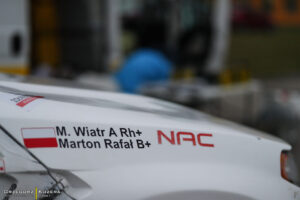 M. Wiatr A Rh+
Marton Rafał B+
NAC